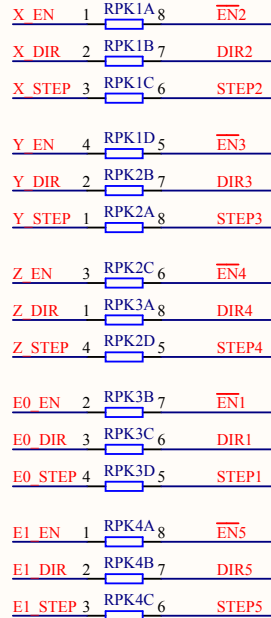 X_EN 1 RPK1A 8 EN2
X_DIR 2 RPK1B 7 DIR2
X_STEP 3 RPK1C 6 STEP2
Y_EN 4 RPK1D 5 EN3
Y_DIR 2 RPK2B 7 DIR3
Y_STEP 1 RPK2A 8 STEP3
Z_EN 3 RPK2C 6 EN4
Z_DIR 1 RPK3A 8 DIR4
Z_STEP 4 RPK2D 5 STEP4
E0_EN 2 RPK3B 7 EN1
E0_DIR 3 RPK3C 6 DIR1
E0_STEP 4 RPK3D 5 STEP1
E1_EN 1 RPK4A 8 EN5
E1_DIR 2 RPK4B 7 DIR5
E1_STEP 3 RPK4C 6 STEP5